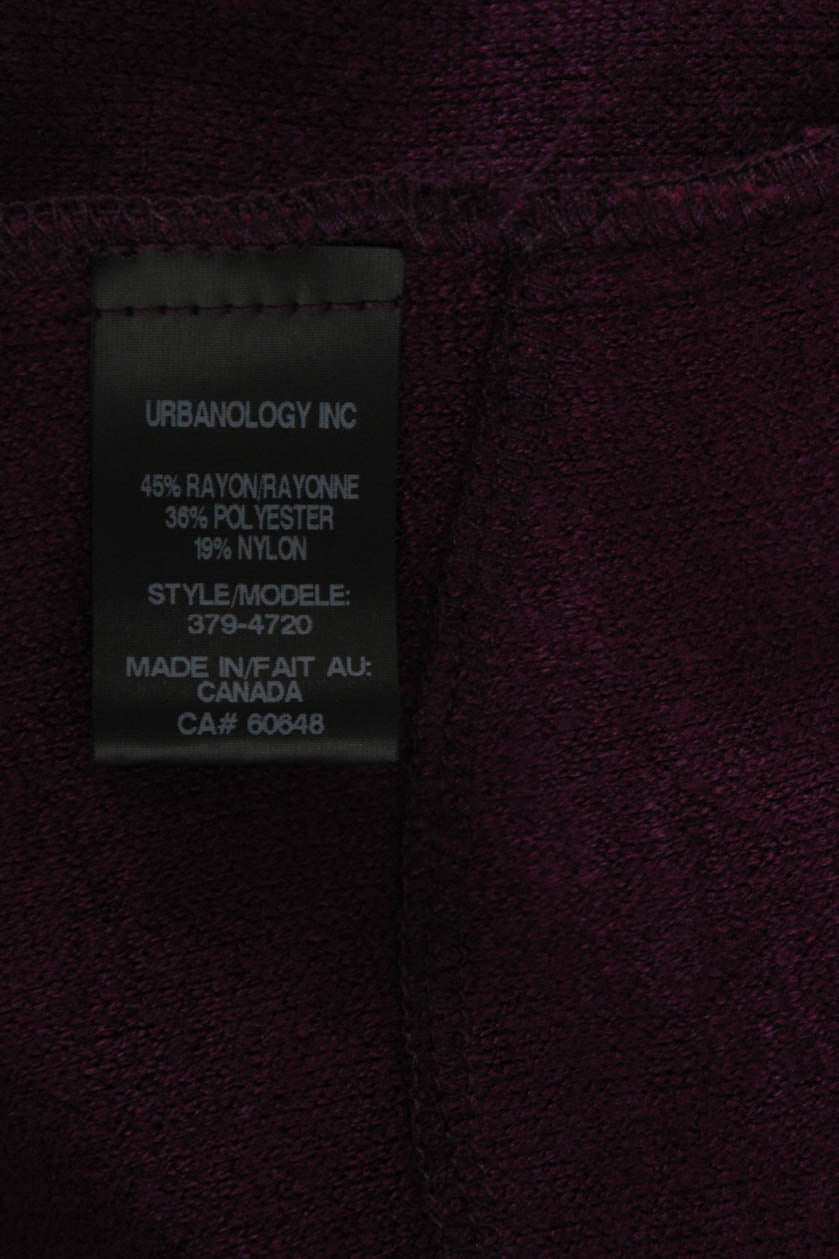 URBANOLOGY INC
45% RAYON/RAYONNE
36% POLYESTER
19% NYLON
STYLE/MODELE:
379-4720
MADE IN/FAIT AU:
CANADA
CA# 60648